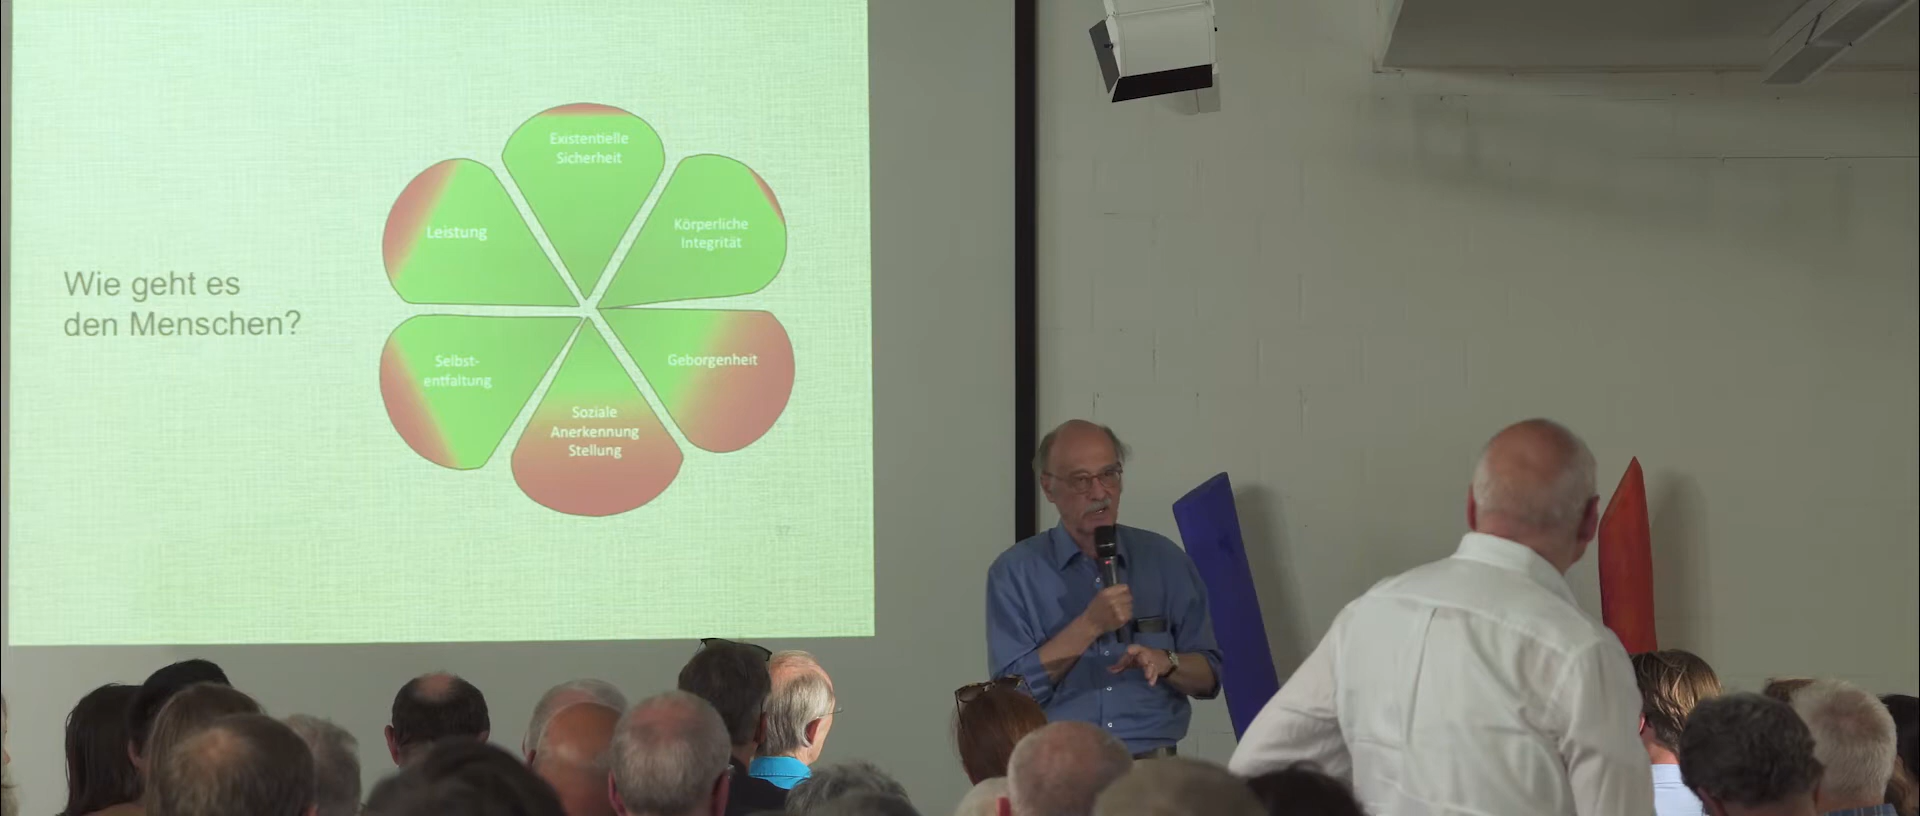 Wie geht es
den Menschen?
Existentielle
Sicherheit
Körperliche
Integrität
Geborgenheit
Soziale
Anerkennung
Stellung
Selbst-
entfaltung
Leistung